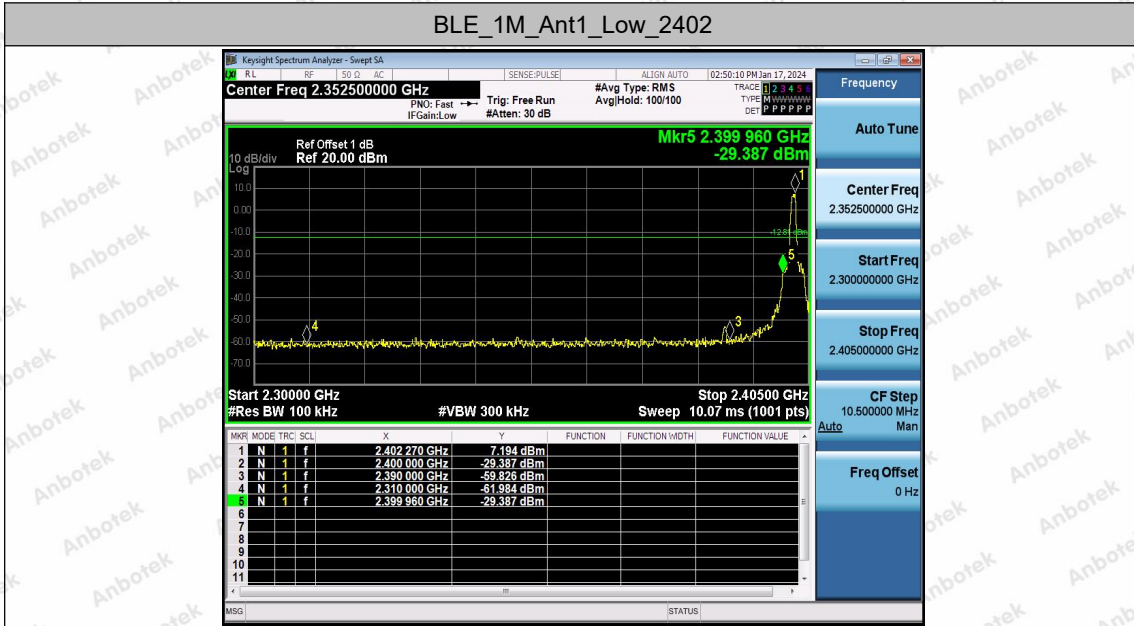 BLE_1M_Ant1_Low_2402
Keysight Spectrum Analyzer - Swept SA
RL RF 50 Ω AC SENSE:PULSE ALIGN AUTO 02:50:10 PM Jan 17, 2024
Center Freq 2.352500000 GHz
PNO: Fast
IFGain:Low
Trig: Free Run
#Atten: 30 dB
#Avg Type: RMS
Avg|Hold: 100/100
TRACE 1 2 3 4 5 6
TYPE M WWWWW
DET P P P P P P
Mkr5 2.399 960 GHz
-29.387 dBm
Ref Offset 1 dB
10 dB/div Ref 20.00 dBm
Log
10.0
0.00
-10.0
-20.0
-30.0
-40.0
-50.0
-60.0
-70.0
1
5
3
4
Start 2.30000 GHz Stop 2.40500 GHz
#Res BW 100 kHz #VBW 300 kHz Sweep 10.07 ms (1001 pts)
MKR MODE TRC SCL X Y FUNCTION FUNCTION WIDTH FUNCTION VALUE
1 N 1 f 2.402 270 GHz 7.194 dBm
2 N 1 f 2.400 000 GHz -29.387 dBm
3 N 1 f 2.390 000 GHz -59.826 dBm
4 N 1 f 2.310 000 GHz -61.984 dBm
5 N 1 f 2.399 960 GHz -29.387 dBm
6
7
8
9
10
11
MSG STATUS
Frequency
Auto Tune
Center Freq
2.352500000 GHz
Start Freq
2.300000000 GHz
Stop Freq
2.405000000 GHz
CF Step
10.500000 MHz
Auto Man
Freq Offset
0 Hz
Anbotek